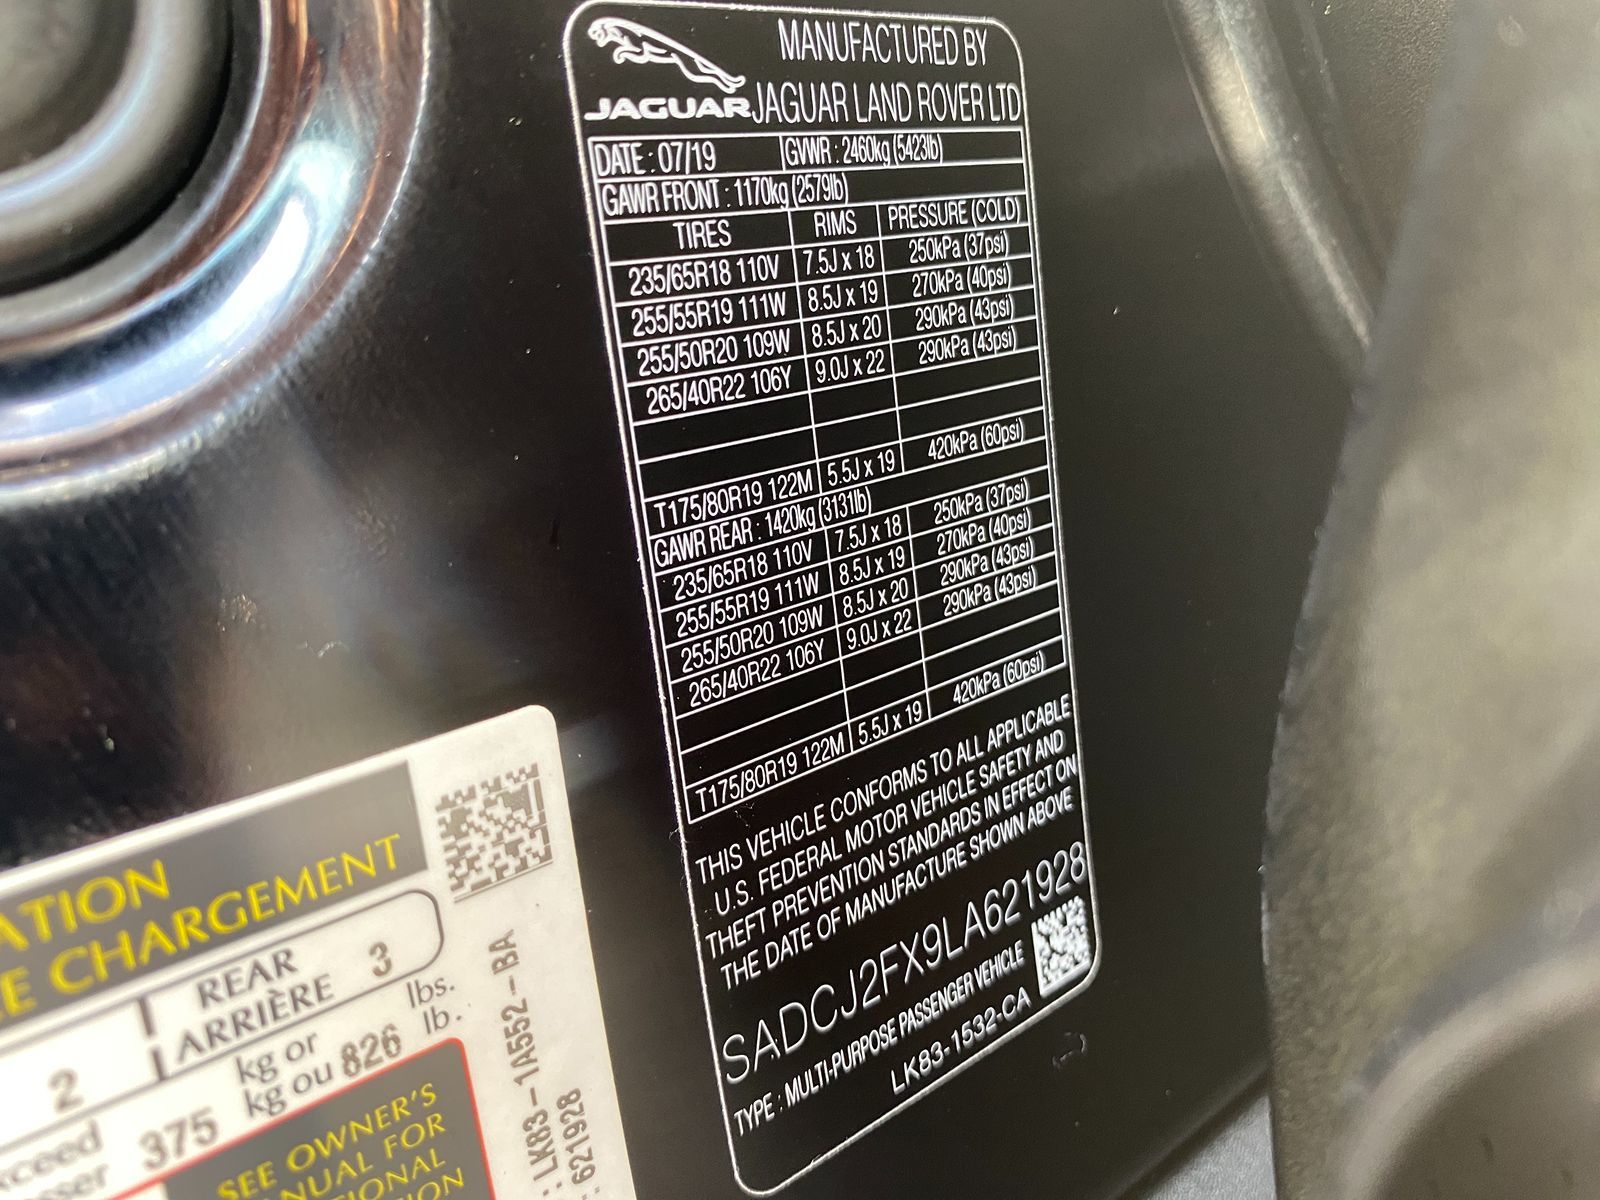 JAGUAR
MANUFACTURED BY
JAGUAR LAND ROVER LTD
DATE : 07/19 GVWR : 2460kg (5423lb)
GAWR FRONT : 1170kg (2579lb)
TIRES RIMS PRESSURE (COLD)
235/65R18 110V 7.5J x 18 250kPa (37psi)
255/55R19 111W 8.5J x 19 270kPa (40psi)
255/50R20 109W 8.5J x 20 290kPa (43psi)
265/40R22 106Y 9.0J x 22 290kPa (43psi)
T175/80R19 122M 5.5J x 19 420kPa (60psi)
GAWR REAR : 1420kg (3131lb)
235/65R18 110V 7.5J x 18 250kPa (37psi)
255/55R19 111W 8.5J x 19 270kPa (40psi)
255/50R20 109W 8.5J x 20 290kPa (43psi)
265/40R22 106Y 9.0J x 22 290kPa (43psi)
T175/80R19 122M 5.5J x 19 420kPa (60psi)
THIS VEHICLE CONFORMS TO ALL APPLICABLE
U.S. FEDERAL MOTOR VEHICLE SAFETY AND
THEFT PREVENTION STANDARDS IN EFFECT ON
THE DATE OF MANUFACTURE SHOWN ABOVE
SADCJ2FX9LA621928
TYPE : MULTI-PURPOSE PASSENGER VEHICLE
LK83-1532-CA
ATION
E CHARGEMENT
2 REAR 3
ARRIÈRE
kg or lbs.
375 kg ou 826 lb.
xceed
sser
SEE OWNER'S
NUAL FOR
TIONAL
ION
: LK83-1A552-BA
: 621928